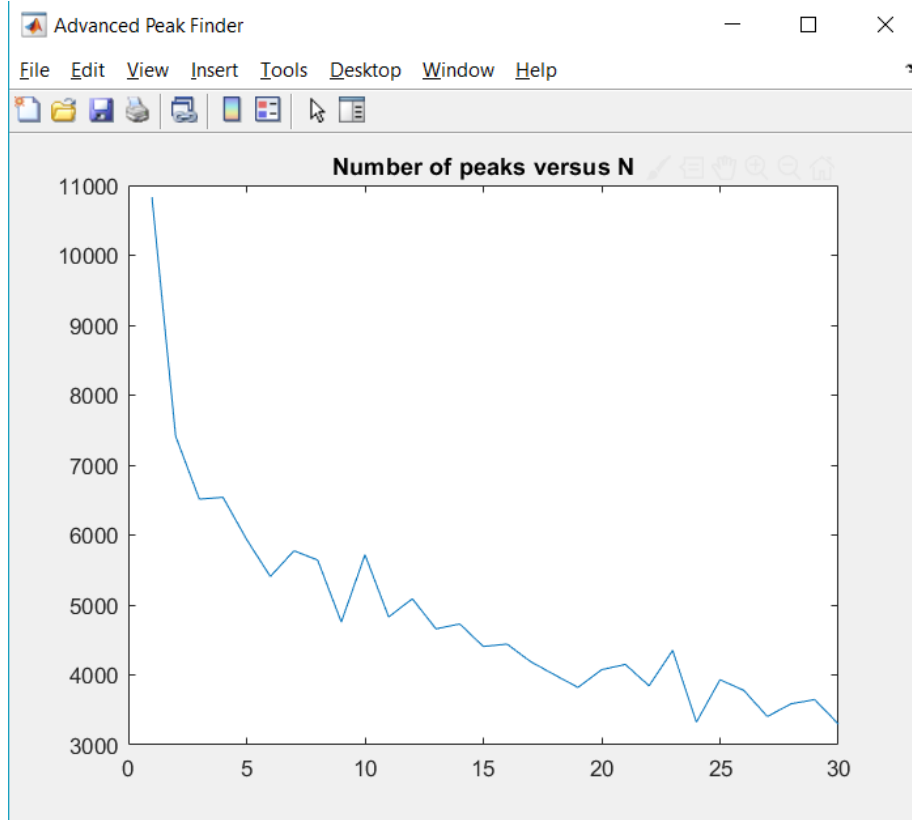 Advanced Peak Finder
File Edit View Insert Tools Desktop Window Help
Number of peaks versus N
11000
10000
9000
8000
7000
6000
5000
4000
3000
0 5 10 15 20 25 30